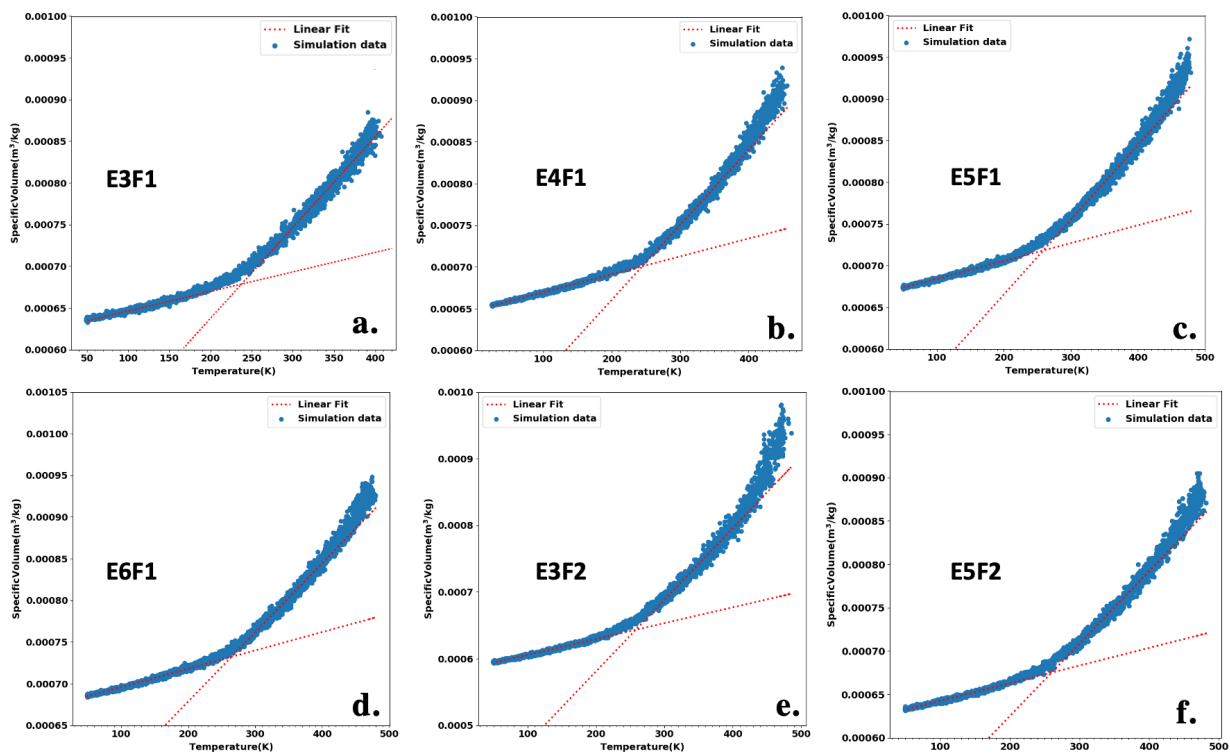 0.00100
0.00095
0.00090
0.00085
0.00080
0.00075
0.00070
0.00065
0.00060
SpecificVolume(m³/kg)
Linear Fit
Simulation data
E3F1
a.
50 100 150 200 250 300 350 400
Temperature(K)
0.00100
0.00095
0.00090
0.00085
0.00080
0.00075
0.00070
0.00065
0.00060
SpecificVolume(m³/kg)
Linear Fit
Simulation data
E4F1
b.
100 200 300 400
Temperature(K)
0.00100
0.00095
0.00090
0.00085
0.00080
0.00075
0.00070
0.00065
0.00060
SpecificVolume(m³/kg)
Linear Fit
Simulation data
E5F1
c.
100 200 300 400 500
Temperature(K)
0.00105
0.00100
0.00095
0.00090
0.00085
0.00080
0.00075
0.00070
0.00065
SpecificVolume(m³/kg)
Linear Fit
Simulation data
E6F1
d.
100 200 300 400 500
Temperature(K)
0.0010
0.0009
0.0008
0.0007
0.0006
0.0005
SpecificVolume(m³/kg)
Linear Fit
Simulation data
E3F2
e.
100 200 300 400 500
Temperature(K)
0.00100
0.00095
0.00090
0.00085
0.00080
0.00075
0.00070
0.00065
0.00060
SpecificVolume(m³/kg)
Linear Fit
Simulation data
E5F2
f.
100 200 300 400 500
Temperature(K)